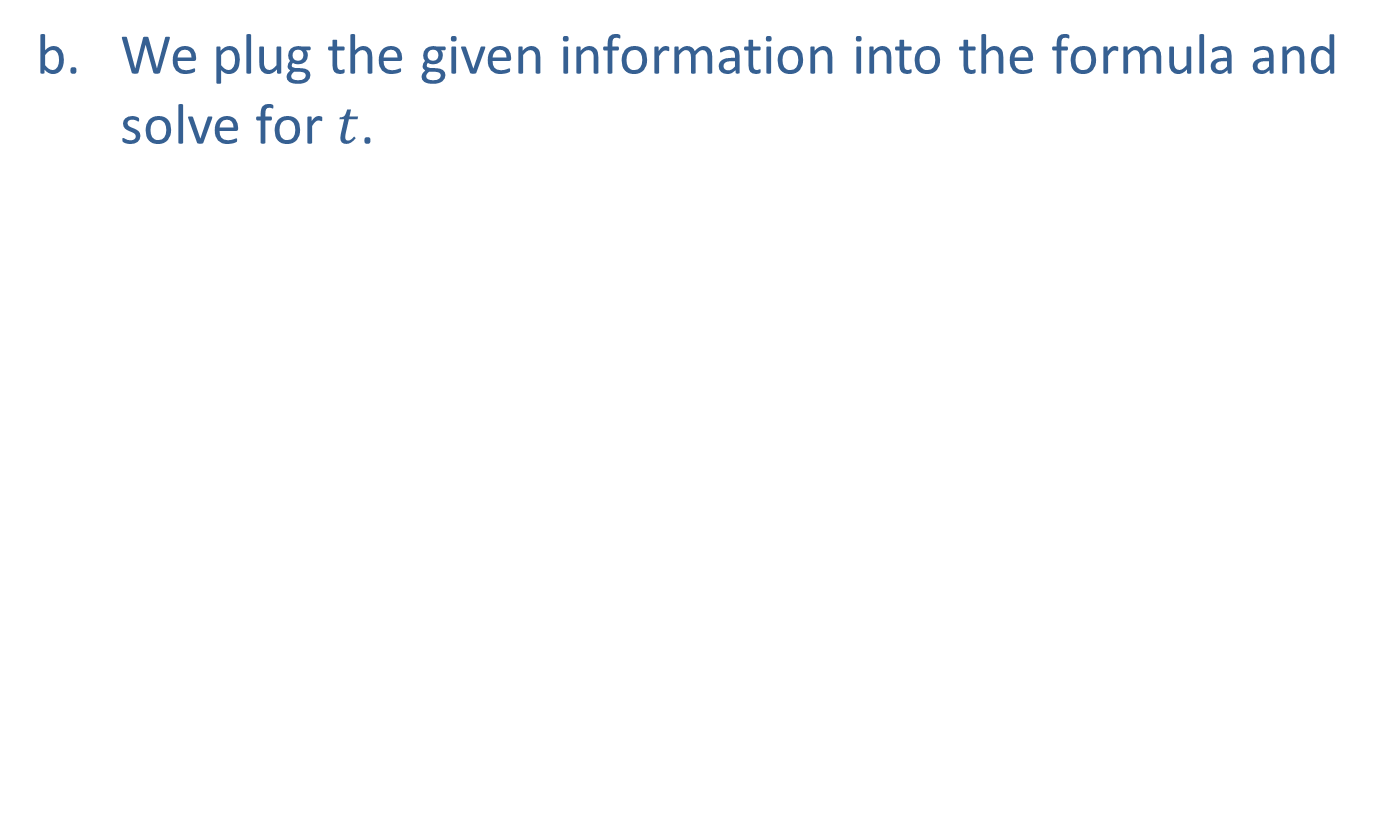 b. We plug the given information into the formula and
solve for t.